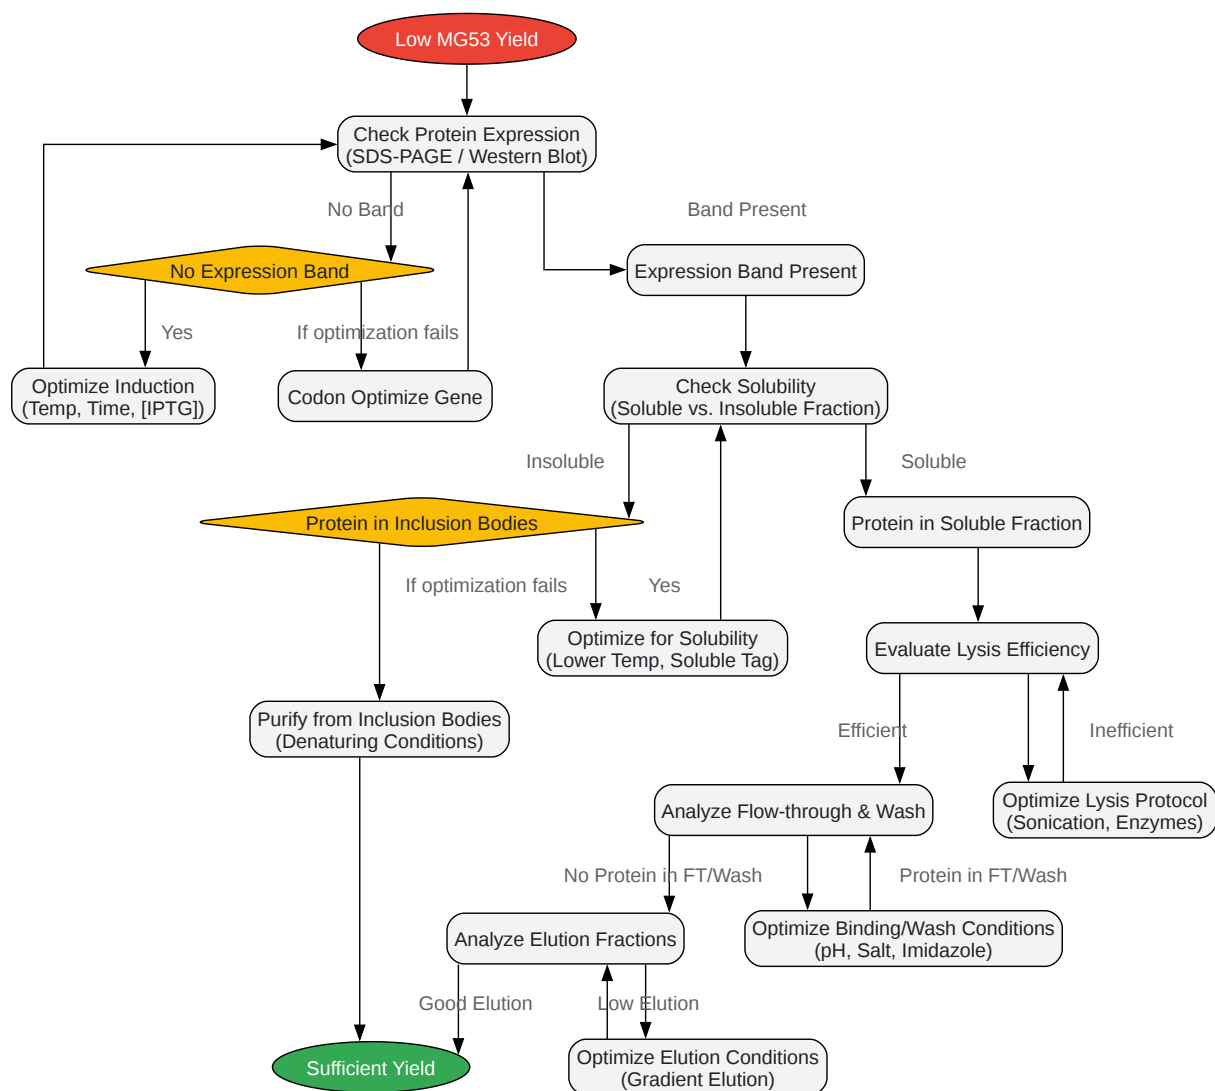 Low MG53 Yield
Check Protein Expression
(SDS-PAGE / Western Blot)
No Band
Band Present
No Expression Band
Expression Band Present
Yes
If optimization fails
Optimize Induction
(Temp, Time, [IPTG])
Codon Optimize Gene
Check Solubility
(Soluble vs. Insoluble Fraction)
Insoluble
Soluble
Protein in Inclusion Bodies
Protein in Soluble Fraction
If optimization fails
Yes
Optimize for Solubility
(Lower Temp, Soluble Tag)
Evaluate Lysis Efficiency
Purify from Inclusion Bodies
(Denaturing Conditions)
Efficient
Inefficient
Analyze Flow-through & Wash
Optimize Lysis Protocol
(Sonication, Enzymes)
No Protein in FT/Wash
Protein in FT/Wash
Analyze Elution Fractions
Optimize Binding/Wash Conditions
(pH, Salt, Imidazole)
Good Elution
Low Elution
Sufficient Yield
Optimize Elution Conditions
(Gradient Elution)